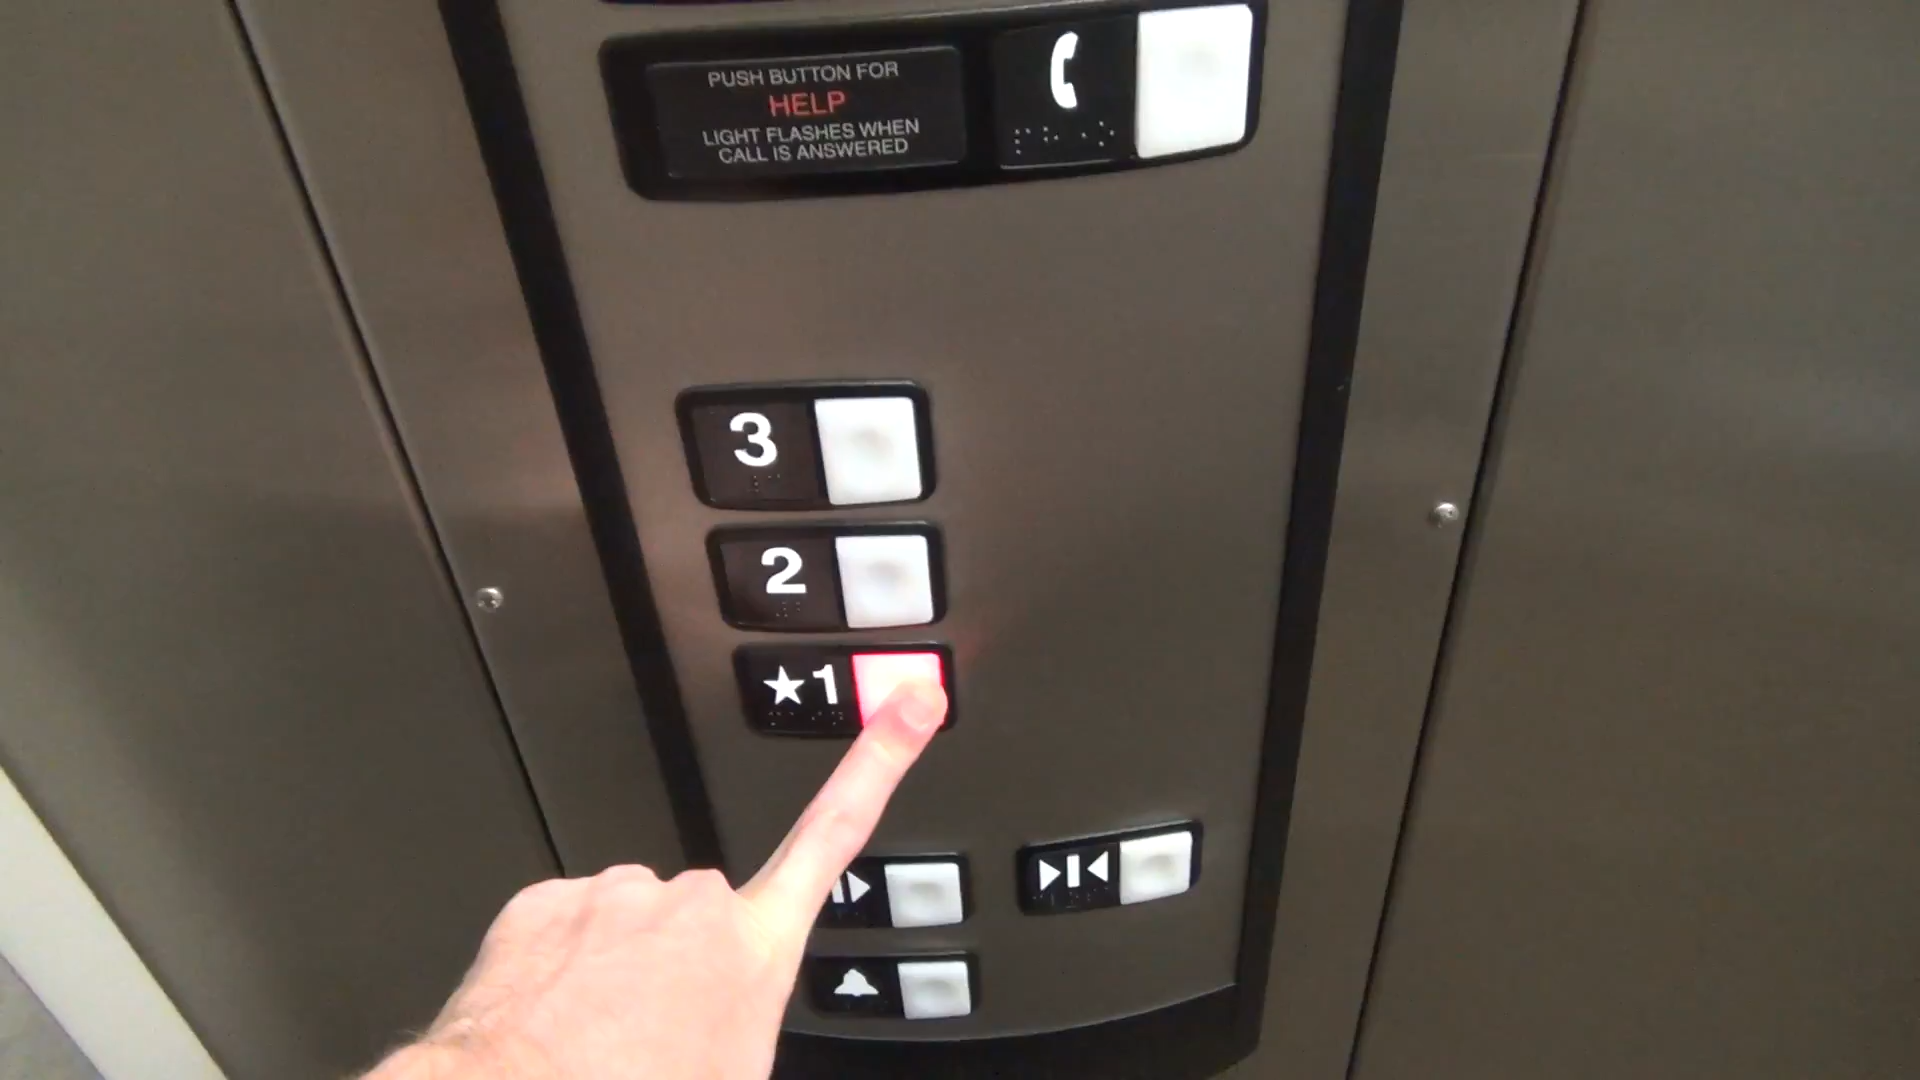 PUSH BUTTON FOR
HELP
LIGHT FLASHES WHEN
CALL IS ANSWERED
3
2
★1